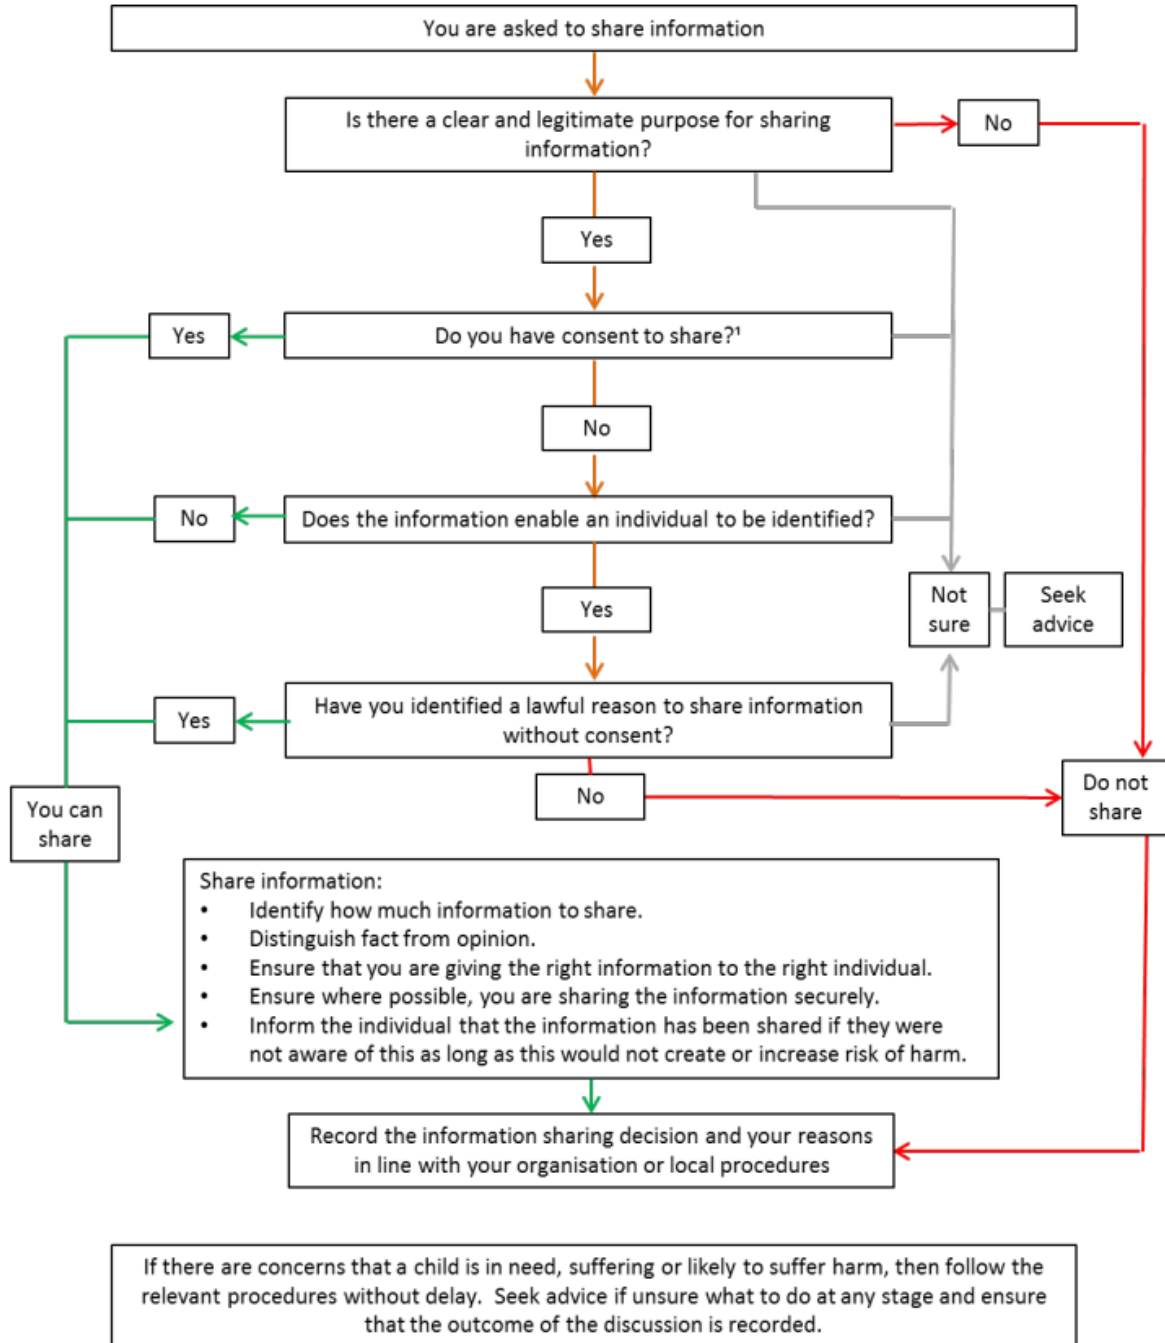 You are asked to share information
Is there a clear and legitimate purpose for sharing
information?
No
Yes
Yes
Do you have consent to share?¹
No
No
Does the information enable an individual to be identified?
Not
sure
Seek
advice
Yes
Yes
Have you identified a lawful reason to share information
without consent?
No
Do not
share
You can
share
Share information:
• Identify how much information to share.
• Distinguish fact from opinion.
• Ensure that you are giving the right information to the right individual.
• Ensure where possible, you are sharing the information securely.
• Inform the individual that the information has been shared if they were
not aware of this as long as this would not create or increase risk of harm.
Record the information sharing decision and your reasons
in line with your organisation or local procedures
If there are concerns that a child is in need, suffering or likely to suffer harm, then follow the
relevant procedures without delay.  Seek advice if unsure what to do at any stage and ensure
that the outcome of the discussion is recorded.